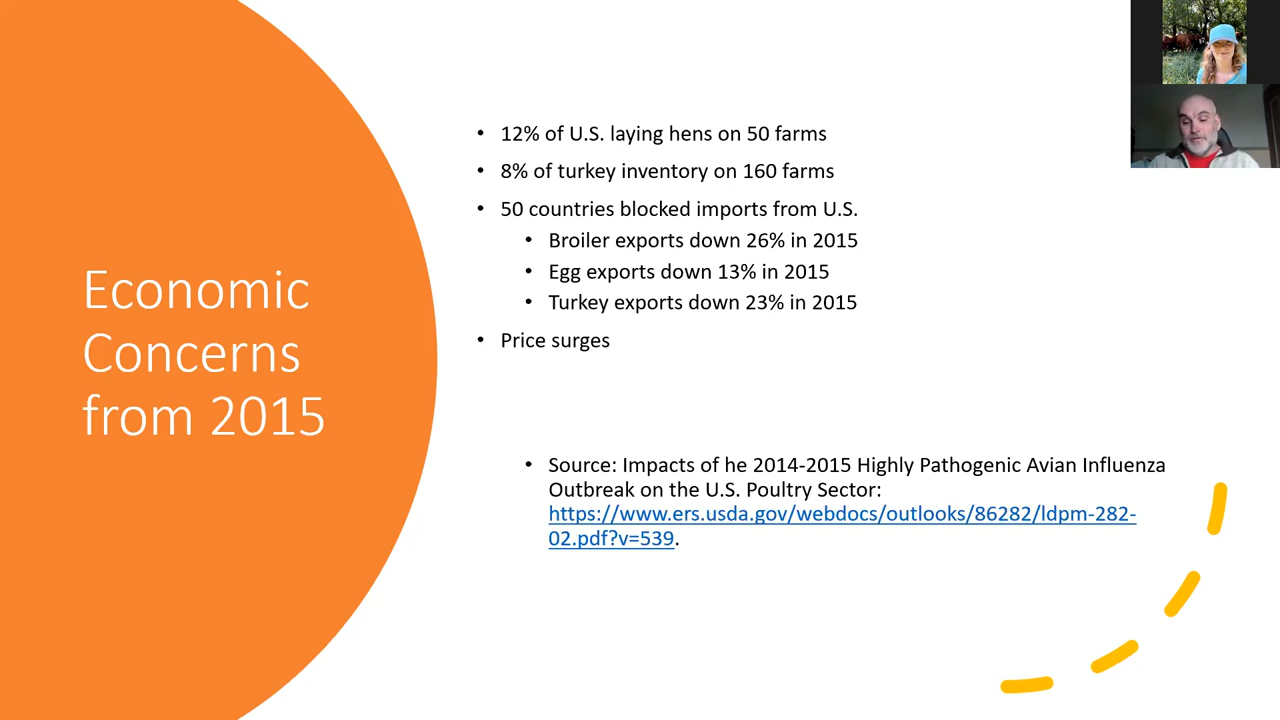 Economic
Concerns
from 2015
• 12% of U.S. laying hens on 50 farms
• 8% of turkey inventory on 160 farms
• 50 countries blocked imports from U.S.
• Broiler exports down 26% in 2015
• Egg exports down 13% in 2015
• Turkey exports down 23% in 2015
• Price surges
• Source: Impacts of he 2014-2015 Highly Pathogenic Avian Influenza
Outbreak on the U.S. Poultry Sector:
https://www.ers.usda.gov/webdocs/outlooks/86282/ldpm-282-
02.pdf?v=539.